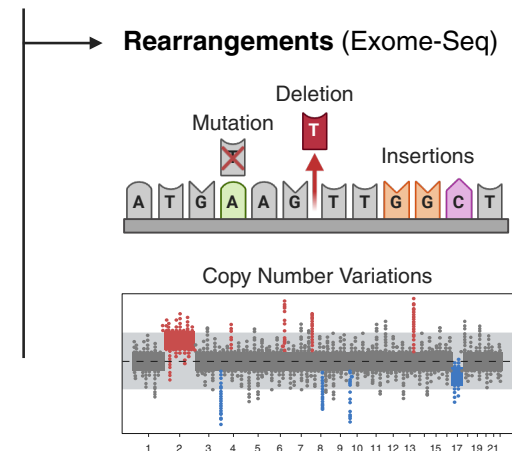 Rearrangements (Exome-Seq)
Deletion
T
Mutation
T
Insertions
A T G A A G T T G G C T
Copy Number Variations
1 2 3 4 5 6 7 8 9 10 11 12 13 15 17 19 21